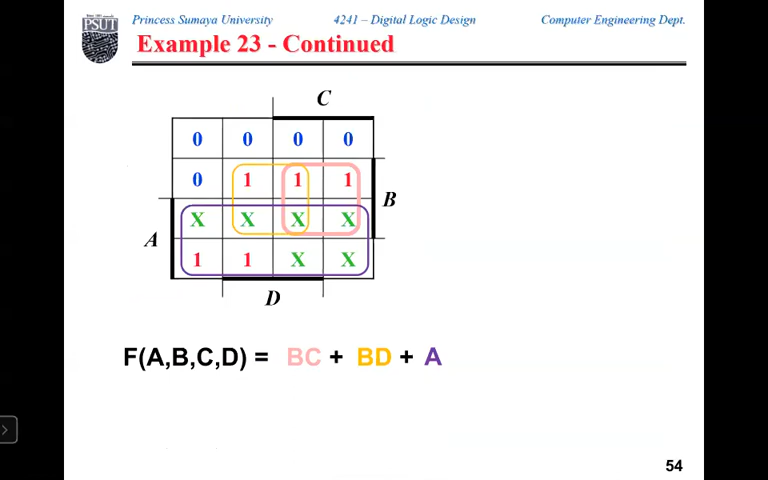 Princess Sumaya University 4241 – Digital Logic Design Computer Engineering Dept.
PSUT
Example 23 - Continued
C
0 0 0 0
0 1 1 1
B
X X X X
A
1 1 X X
D
F(A,B,C,D) = BC + BD + A
54